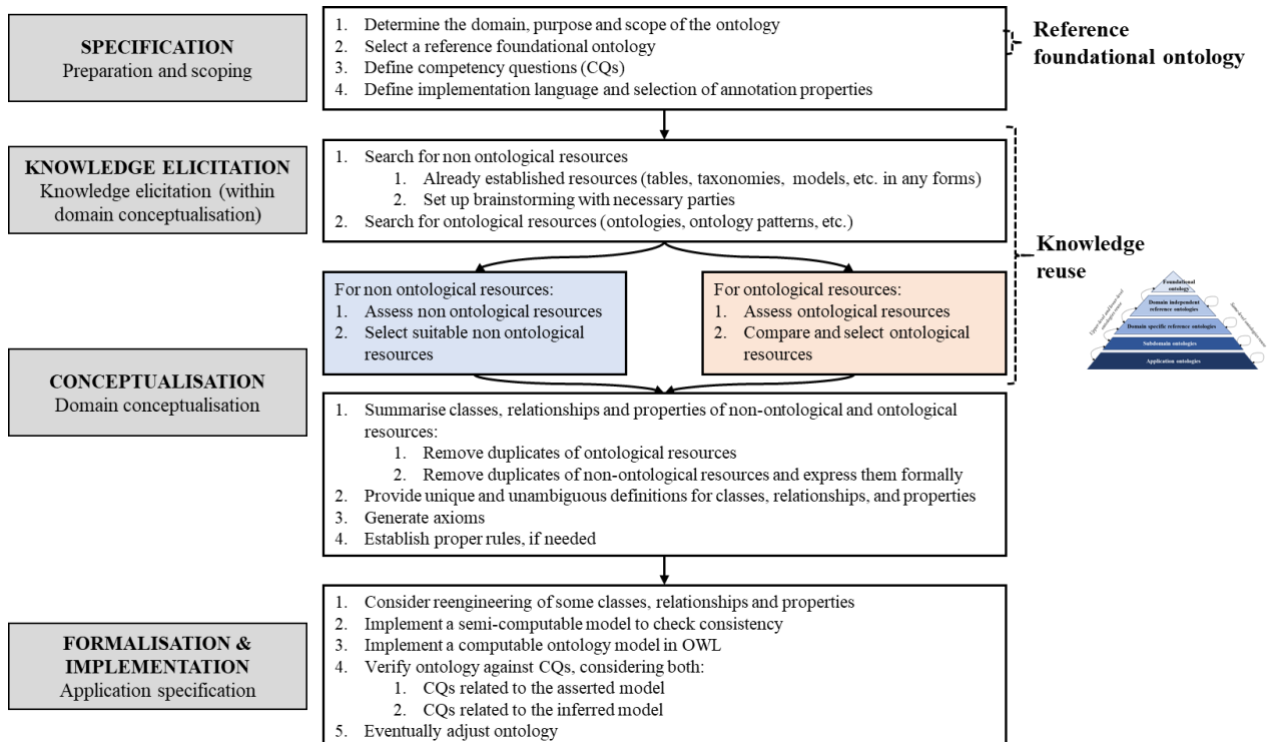 SPECIFICATION
Preparation and scoping
1. Determine the domain, purpose and scope of the ontology
2. Select a reference foundational ontology
3. Define competency questions (CQs)
4. Define implementation language and selection of annotation properties
Reference
foundational ontology
KNOWLEDGE ELICITATION
Knowledge elicitation (within
domain conceptualisation)
1. Search for non ontological resources
1. Already established resources (tables, taxonomies, models, etc. in any forms)
2. Set up brainstorming with necessary parties
2. Search for ontological resources (ontologies, ontology patterns, etc.)
Knowledge
reuse
For non ontological resources:
1. Assess non ontological resources
2. Select suitable non ontological
resources
For ontological resources:
1. Assess ontological resources
2. Compare and select ontological
resources
Foundational
ontology
Domain independent
reference ontologies
Domain specific reference ontologies
Subdomain ontologies
Application ontologies
CONCEPTUALISATION
Domain conceptualisation
1. Summarise classes, relationships and properties of non-ontological and ontological
resources:
1. Remove duplicates of ontological resources
2. Remove duplicates of non-ontological resources and express them formally
2. Provide unique and unambiguous definitions for classes, relationships, and properties
3. Generate axioms
4. Establish proper rules, if needed
FORMALISATION &
IMPLEMENTATION
Application specification
1. Consider reengineering of some classes, relationships and properties
2. Implement a semi-computable model to check consistency
3. Implement a computable ontology model in OWL
4. Verify ontology against CQs, considering both:
1. CQs related to the asserted model
2. CQs related to the inferred model
5. Eventually adjust ontology